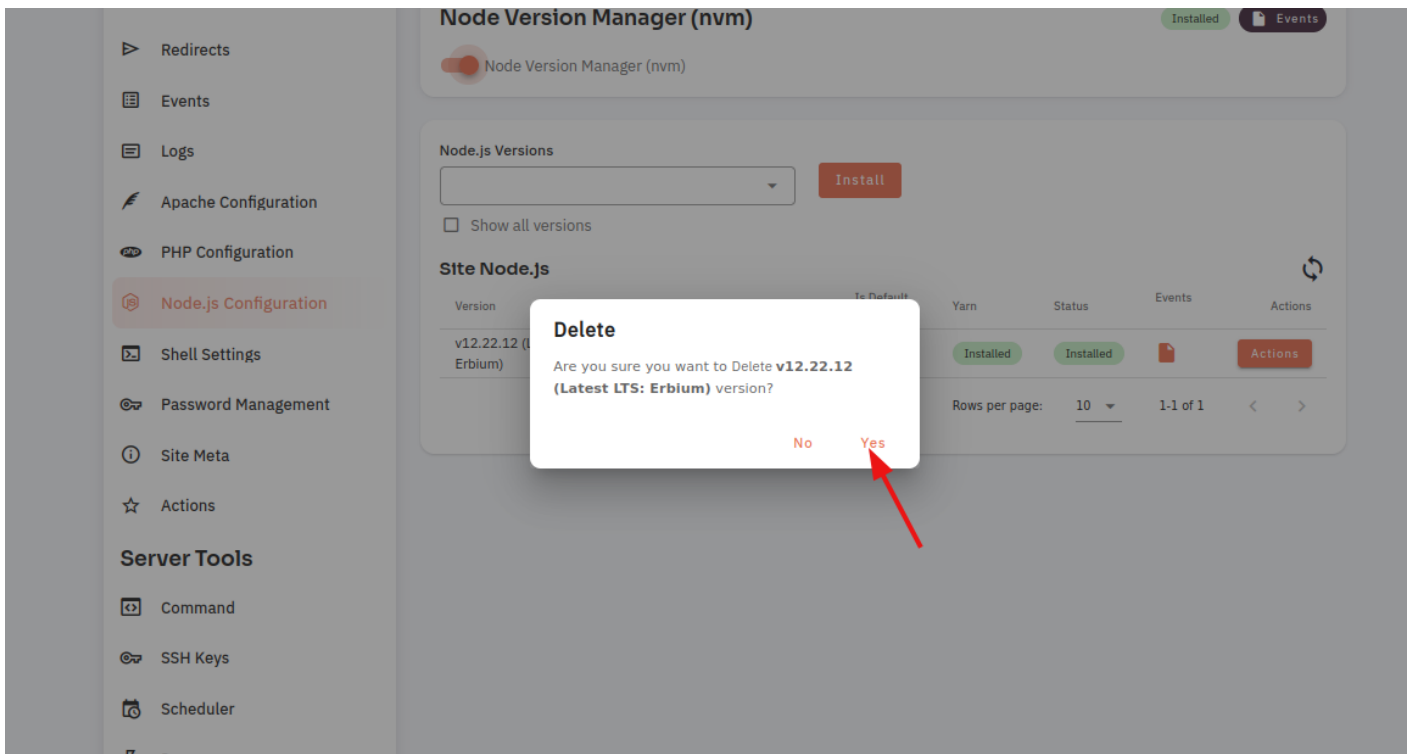 Node Version Manager (nvm)
Installed
Events
Redirects
Node Version Manager (nvm)
Events
Logs
Apache Configuration
php
PHP Configuration
Node.js Configuration
Shell Settings
Password Management
Site Meta
Actions
Server Tools
Command
SSH Keys
Scheduler
Node.js Versions
Install
Show all versions
Site Node.js
Version
Is Default
Yarn
Status
Events
Actions
v12.22.12 (L
Erbium)
Installed
Installed
Actions
Rows per page:
10
1-1 of 1
Delete
Are you sure you want to Delete v12.22.12
(Latest LTS: Erbium) version?
No
Yes